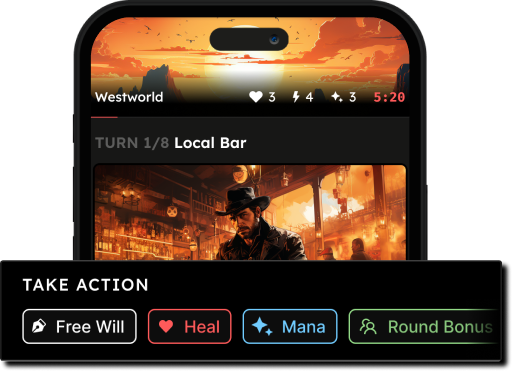 Westworld 3 4 3 5:20
TURN 1/8 Local Bar
TAKE ACTION
Free Will Heal Mana Round Bonus